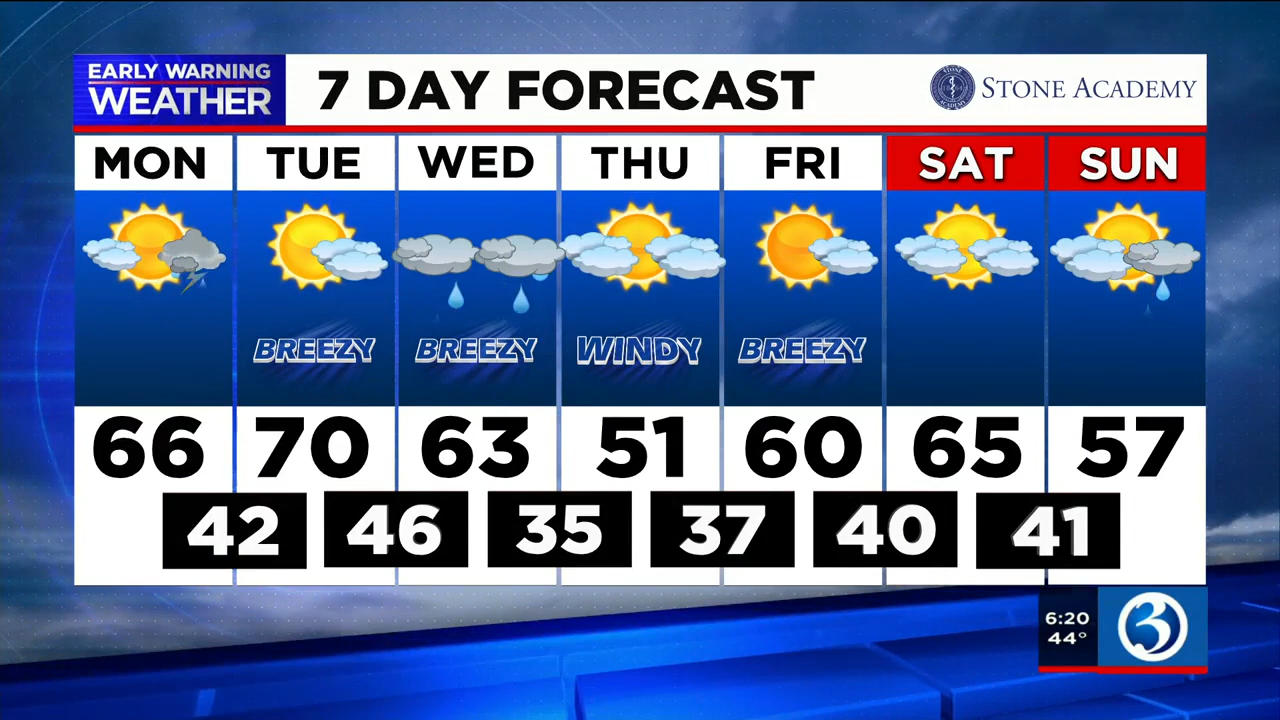 EARLY WARNING
WEATHER
7 DAY FORECAST
STONE ACADEMY
MON TUE WED THU FRI SAT SUN
BREEZY BREEZY WINDY BREEZY
66 70 63 51 60 65 57
42 46 35 37 40 41
6:20
44°
3